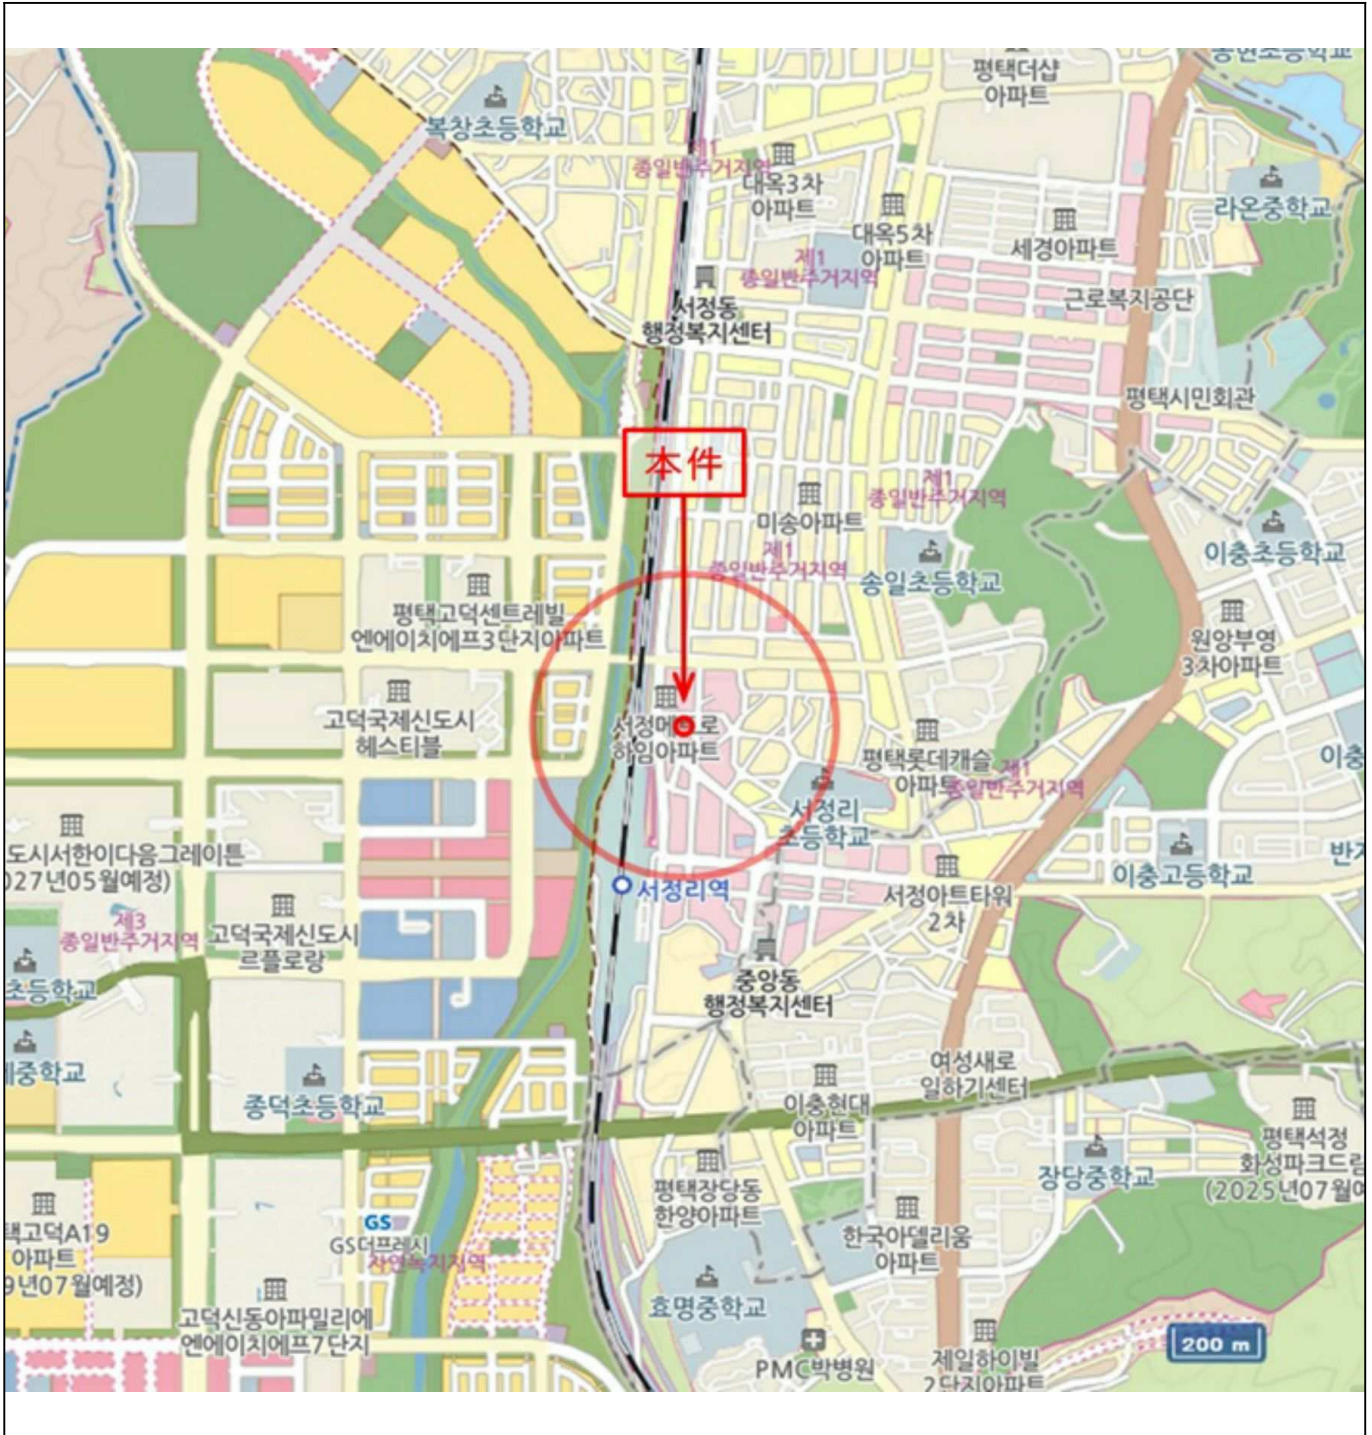 송현초등학교
평택더샵
아파트
복창초등학교
제1
종일반주거지역
대옥3차
아파트
라온중학교
대옥5차
아파트
세경아파트
제1
종일반주거지역
근로복지공단
서정동
행정복지센터
평택시민회관
本件
제1
종일반주거지역
미송아파트
이충초등학교
제1
종일반주거지역
송일초등학교
평택고덕센트레빌
엔에이치에프3단지아파트
원앙부영
3차아파트
고덕국제신도시
헤스티블
서정메트로
하임아파트
평택롯데캐슬
아파트
제1
종일반주거지역
이충
서정리
초등학교
도시서한이다음그레이튼
027년05월예정)
반지
이충고등학교
서정리역
서정아트타워
2차
제3
종일반주거지역
고덕국제신도시
르플로랑
초등학교
중앙동
행정복지센터
중학교
종덕초등학교
여성새로
일하기센터
이충현대
아파트
평택석정
화성파크드림
(2025년07월예
장당중학교
평택장당동
한양아파트
택고덕A19
아파트
9년07월예정)
GS
GS더프레시
자연녹지지역
한국아델리움
아파트
효명중학교
고덕신동아파밀리에
엔에이치에프7단지
PMC박병원
제일하이빌
2단지아파트
200 m